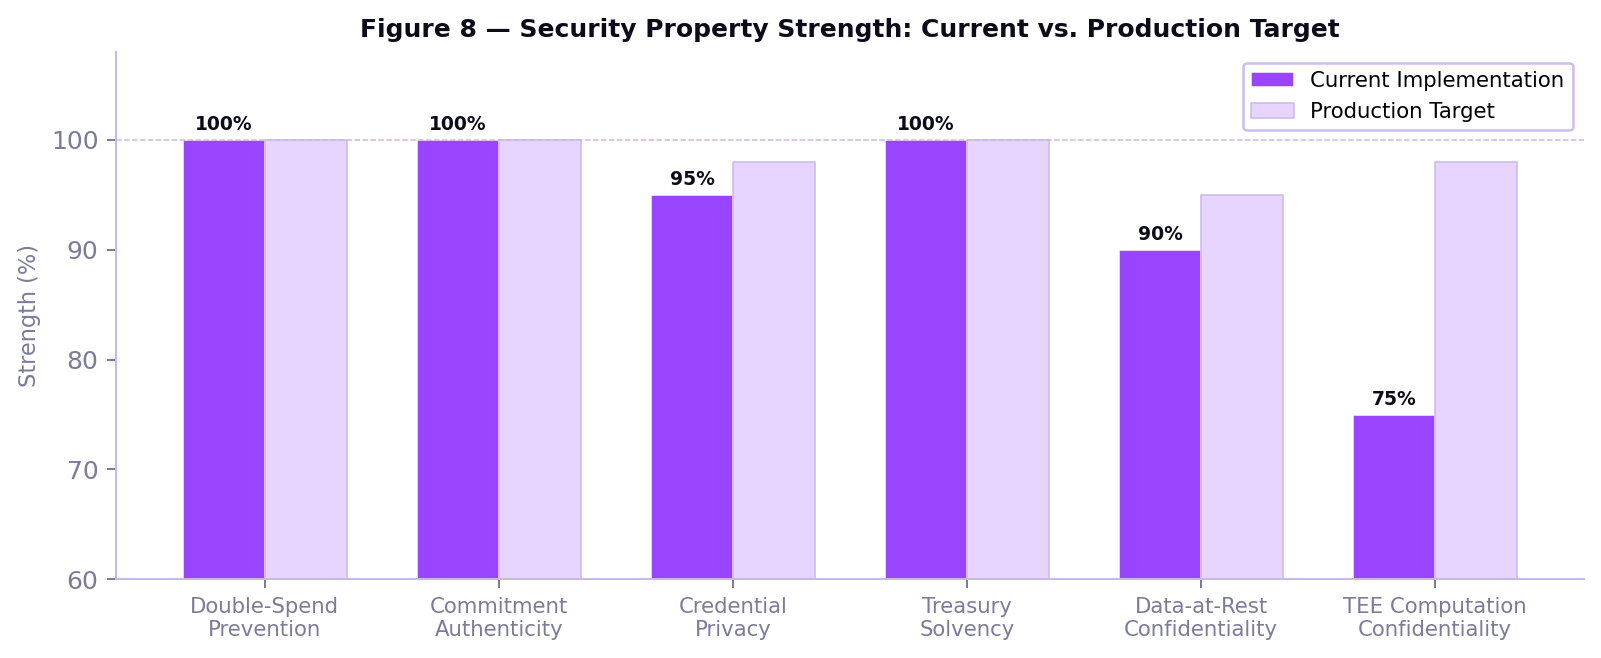 Figure 8 — Security Property Strength: Current vs. Production Target
Current Implementation
Production Target
100%
100%
95%
100%
90%
75%
Strength (%)
100
90
80
70
60
Double-Spend
Prevention
Commitment
Authenticity
Credential
Privacy
Treasury
Solvency
Data-at-Rest
Confidentiality
TEE Computation
Confidentiality